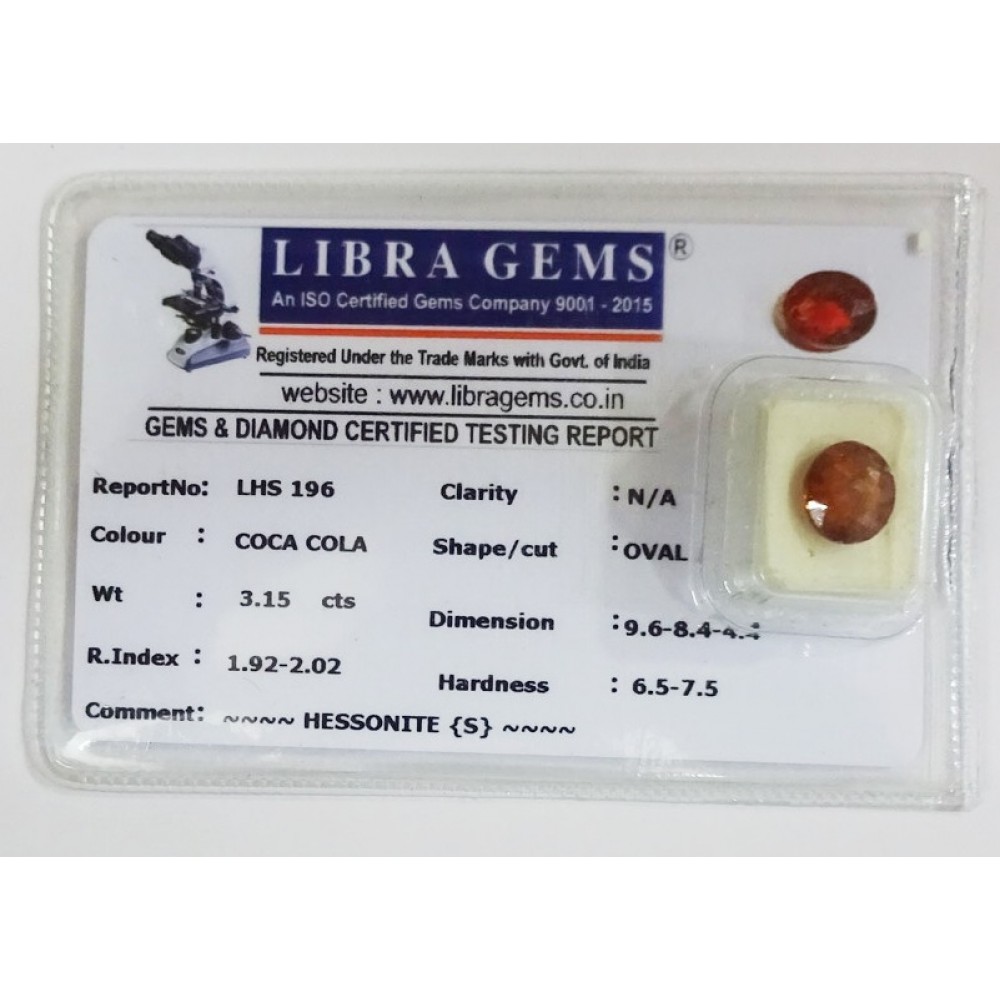 LIBRA GEMS ®
An ISO Certified Gems Company 9001 - 2015
Registered Under the Trade Marks with Govt. of India
website : www.libragems.co.in
GEMS & DIAMOND CERTIFIED TESTING REPORT
ReportNo: LHS 196 Clarity : N/A
Colour : COCA COLA Shape/cut : OVAL
Wt : 3.15 cts Dimension : 9.6-8.4-4.4
R.Index : 1.92-2.02 Hardness : 6.5-7.5
Comment: ~~~~ HESSONITE {S} ~~~~